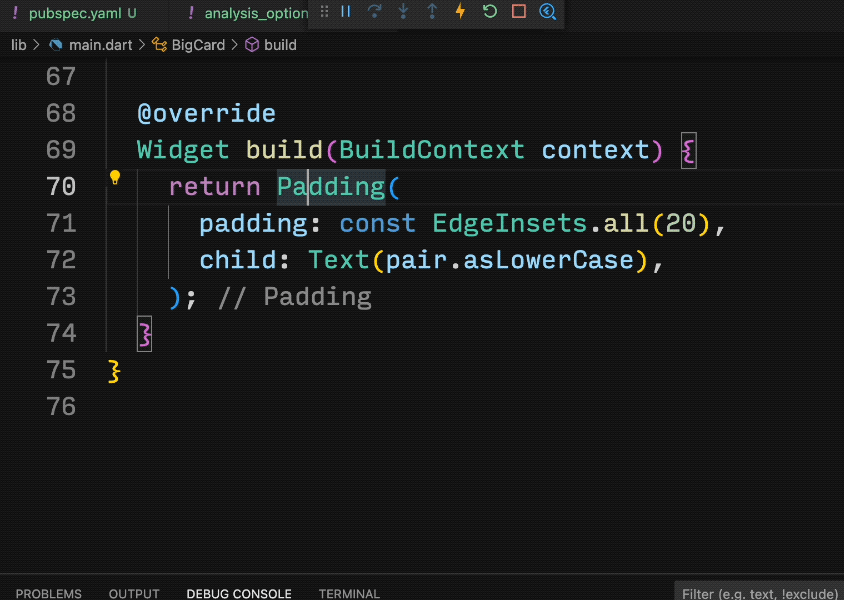 ! pubspec.yaml U ! analysis_option
lib > main.dart > BigCard > build
67
68 @override
69 Widget build(BuildContext context) {
70 return Padding(
71 padding: const EdgeInsets.all(20),
72 child: Text(pair.asLowerCase),
73 ); // Padding
74 }
75 }
76
PROBLEMS OUTPUT DEBUG CONSOLE TERMINAL Filter (e.g. text, !exclude)